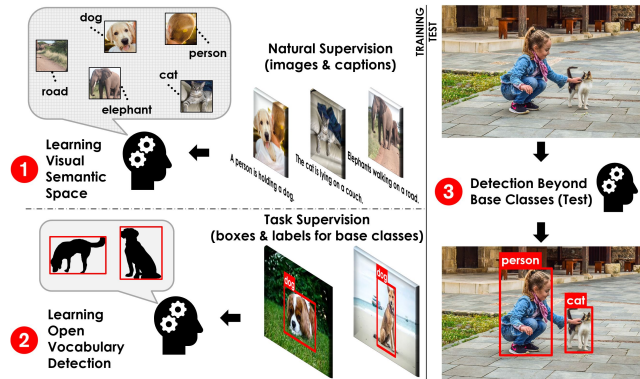 dog
person
road
elephant
cat
1
Learning
Visual
Semantic
Space
Natural Supervision
(images & captions)
A person is holding a dog.
The cat is lying on a couch.
Elephants walking on a road.
Task Supervision
(boxes & labels for base classes)
dog
dog
2
Learning
Open
Vocabulary
Detection
TRAINING
TEST
3
Detection Beyond
Base Classes (Test)
person
cat